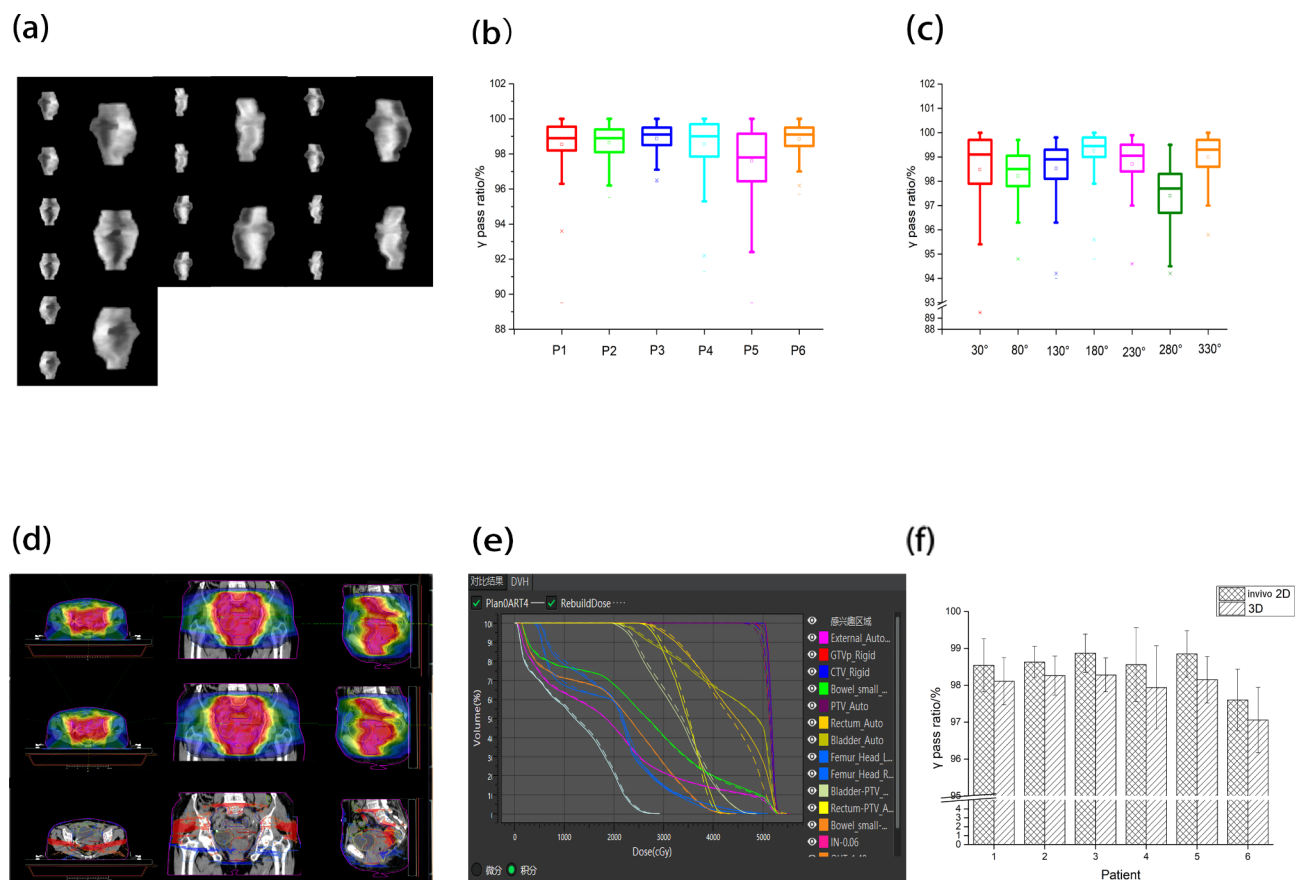 (a)
(b)
(c)
γ pass ratio/%
102
100
98
96
94
92
90
88
P1 P2 P3 P4 P5 P6
γ pass ratio/%
102
101
100
99
98
97
96
95
94
93
89
88
30° 80° 130° 180° 230° 280° 330°
(d)
(e)
(f)
对比结果 DVH
Plan0ART4 RebuildDose
感兴趣区域
External_Auto...
GTVp_Rigid
CTV_Rigid
Bowel_small_...
PTV_Auto
Rectum_Auto
Bladder_Auto
Femur_Head_L...
Femur_Head_R...
Bladder-PTV_...
Rectum-PTV_A...
Bowel_small-...
IN-0.06
Volume(%)
0 1000 2000 3000 4000 5000
Dose(cGy)
微分 积分
invivo 2D
3D
γ pass ratio/%
100
99
98
97
96
95
4
3
2
1
0
1 2 3 4 5 6
Patient